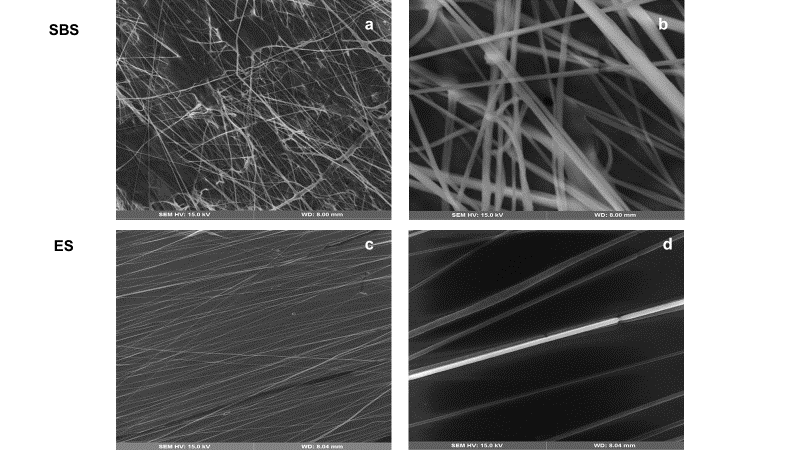 SBS
a
b
SEM HV: 15.0 kV WD: 8.00 mm
SEM HV: 15.0 kV WD: 8.00 mm
ES
c
d
SEM HV: 15.0 kV WD: 8.04 mm
SEM HV: 15.0 kV WD: 8.04 mm